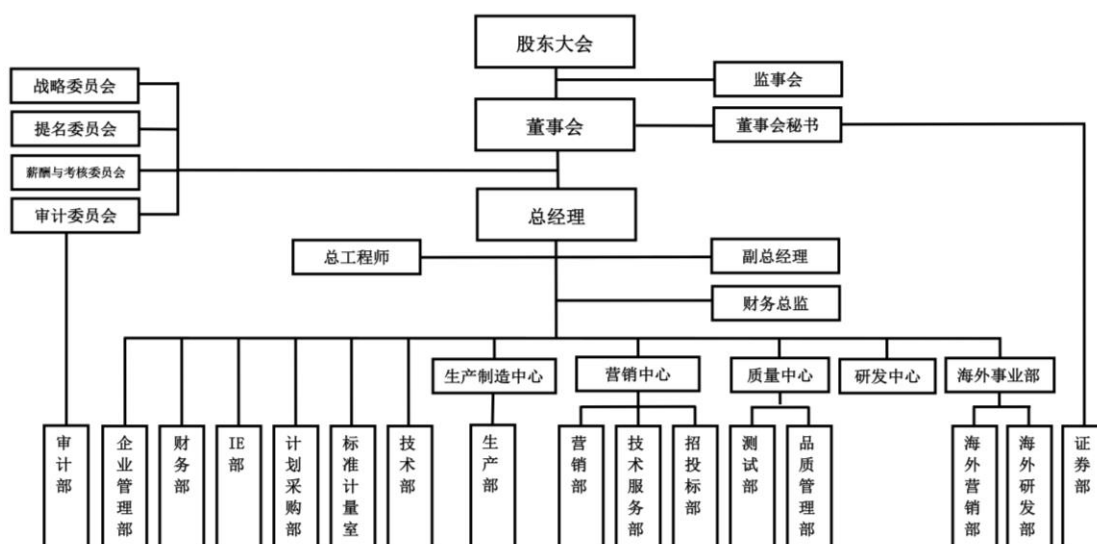 股东大会
监事会
战略委员会
提名委员会
薪酬与考核委员会
审计委员会
董事会
董事会秘书
总经理
总工程师
副总经理
财务总监
生产制造中心
营销中心
质量中心
研发中心
海外事业部
审计部
企业管理部
财务部
IE部
计划采购部
标准计量室
技术部
生产部
营销部
技术服务部
招投标部
测试部
品质管理部
海外营销部
海外研发部
证券部